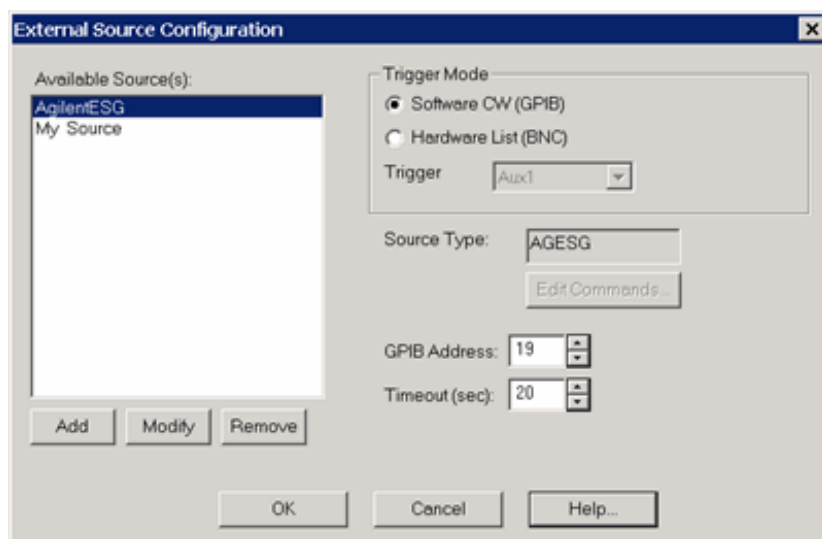 External Source Configuration
Available Source(s):
AgilentESG
My Source
Add
Modify
Remove
Trigger Mode
Software CW (GPIB)
Hardware List (BNC)
Trigger
Aux1
Source Type:
AGESG
Edit Commands...
GPIB Address:
19
Timeout (sec):
20
OK
Cancel
Help...